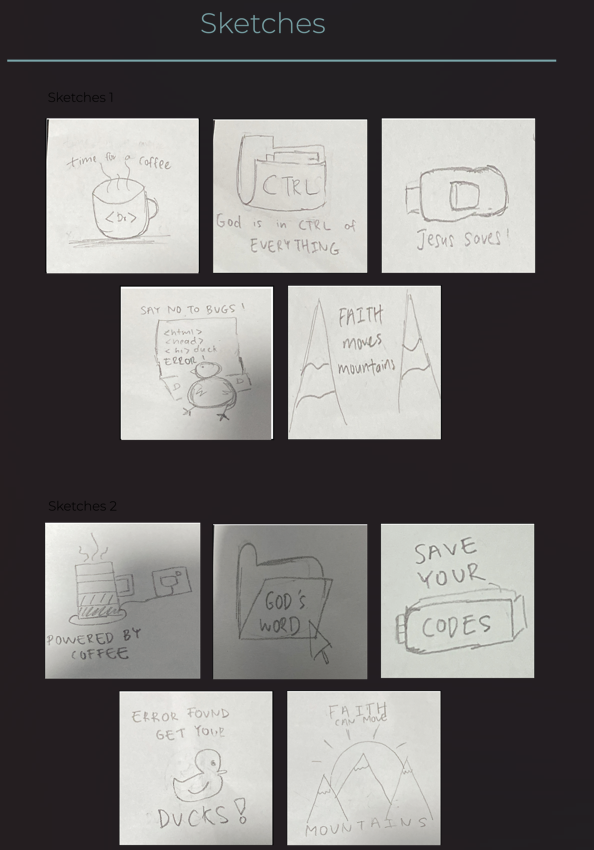 Sketches
Sketches 1
time for a coffee
<Di>
CTRL
God is in CTRL of
EVERYTHING
Jesus saves!
SAY NO TO BUGS!
<html>
<head>
<h1> duck
ERROR!
FAITH
moves
mountains
Sketches 2
POWERED BY
COFFEE
GOD'S
WORD
SAVE
YOUR
CODES
ERROR FOUND
GET YOUR
DUCKS!
FAITH
CAN MOVE
MOUNTAINS